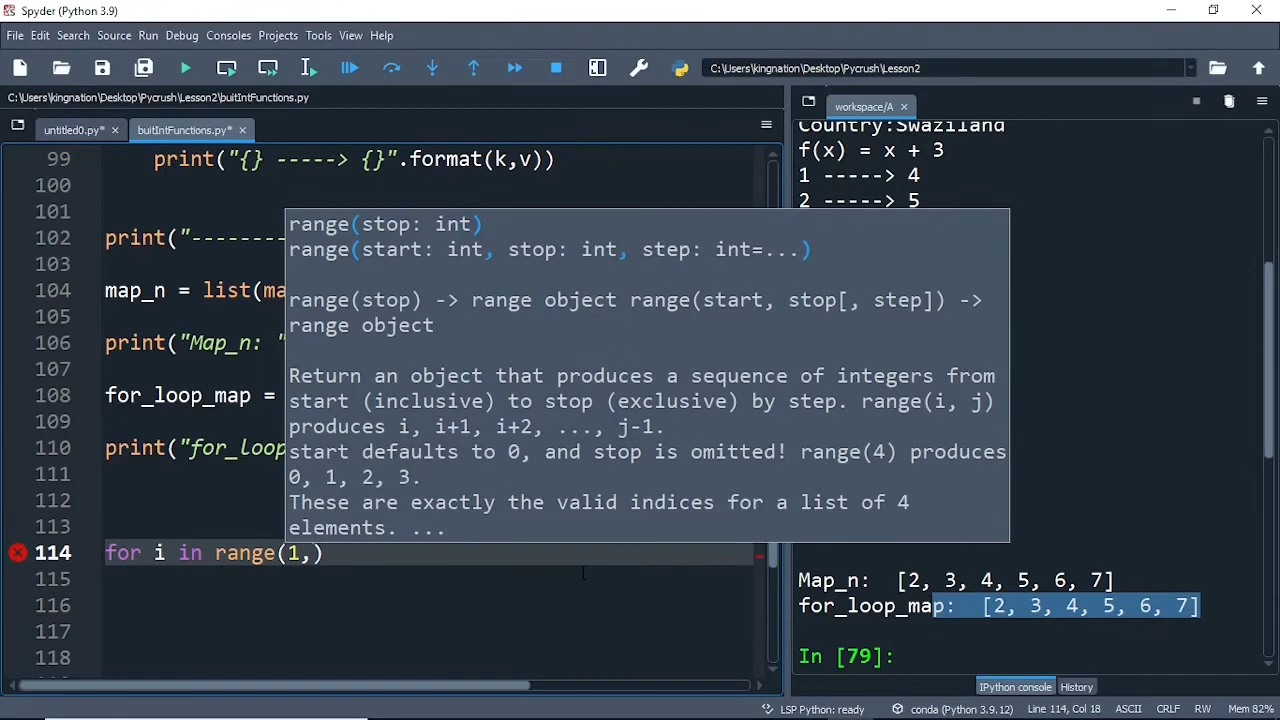 Spyder (Python 3.9)
File Edit Search Source Run Debug Consoles Projects Tools View Help
C:\Users\kingnation\Desktop\Pycrush\Lesson2
C:\Users\kingnation\Desktop\Pycrush\Lesson2\buitIntFunctions.py
untitled0.py*
buitIntFunctions.py*
99 print("{} -----> {}".format(k,v))
100
101
102 print("--------
103
104 map_n = list(ma
105
106 print("Map_n: "
107
108 for_loop_map =
109
110 print("for_loop
111
112
113
114 for i in range(1,)
115
116
117
118
range(stop: int)
range(start: int, stop: int, step: int=...)
range(stop) -> range object range(start, stop[, step]) ->
range object
Return an object that produces a sequence of integers from
start (inclusive) to stop (exclusive) by step. range(i, j)
produces i, i+1, i+2, ..., j-1.
start defaults to 0, and stop is omitted! range(4) produces
0, 1, 2, 3.
These are exactly the valid indices for a list of 4
elements. ...
workspace/A
Country:Swaziland
f(x) = x + 3
1 -----> 4
2 -----> 5
Map_n: [2, 3, 4, 5, 6, 7]
for_loop_map: [2, 3, 4, 5, 6, 7]
In [79]:
IPython console
History
LSP Python: ready
conda (Python 3.9.12)
Line 114, Col 18
ASCII
CRLF
RW
Mem 82%